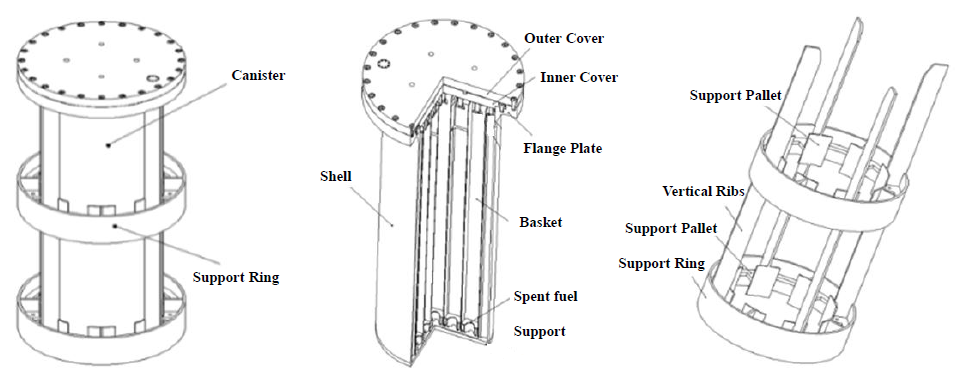 Canister
Support Ring
Outer Cover
Inner Cover
Flange Plate
Shell
Basket
Spent fuel
Support
Support Pallet
Vertical Ribs
Support Pallet
Support Ring